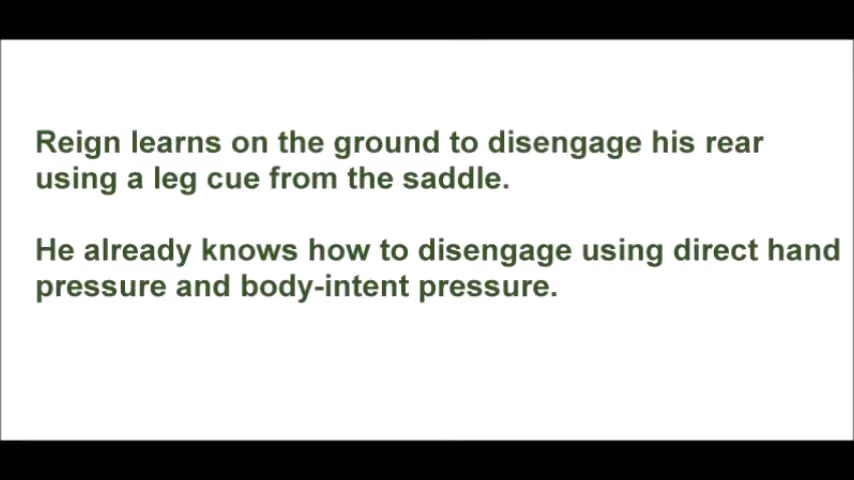 Reign learns on the ground to disengage his rear
using a leg cue from the saddle.
He already knows how to disengage using direct hand
pressure and body-intent pressure.